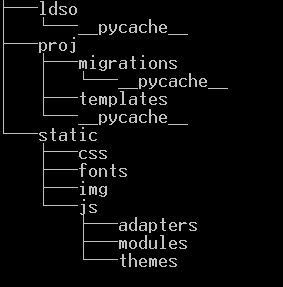 ldso
__pycache__
proj
migrations
__pycache__
templates
__pycache__
static
css
fonts
img
js
adapters
modules
themes